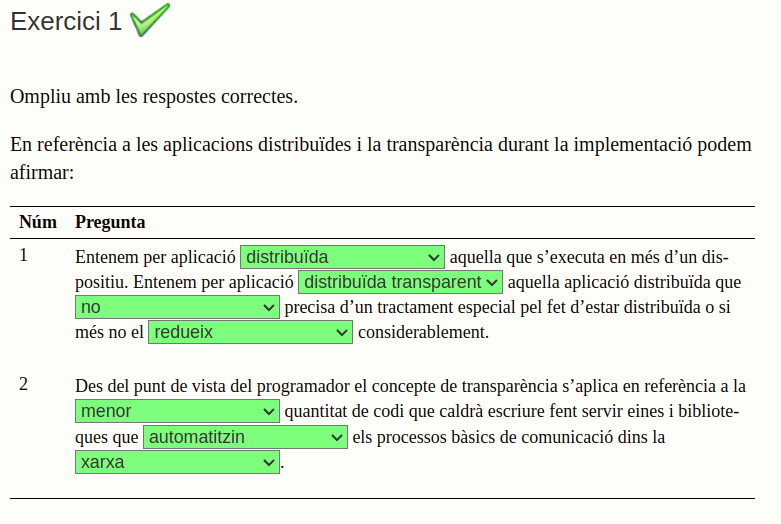 Exercici 1
Ompliu amb les respostes correctes.
En referència a les aplicacions distribuïdes i la transparència durant la implementació podem
afirmar:
Núm Pregunta
1 Entenem per aplicació distribuïda aquella que s’executa en més d’un dis-
positiu. Entenem per aplicació distribuïda transparent aquella aplicació distribuïda que
no precisa d’un tractament especial pel fet d’estar distribuïda o si
més no el redueix considerablement.
2 Des del punt de vista del programador el concepte de transparència s’aplica en referència a la
menor quantitat de codi que caldrà escriure fent servir eines i bibliote-
ques que automatitzin els processos bàsics de comunicació dins la
xarxa.